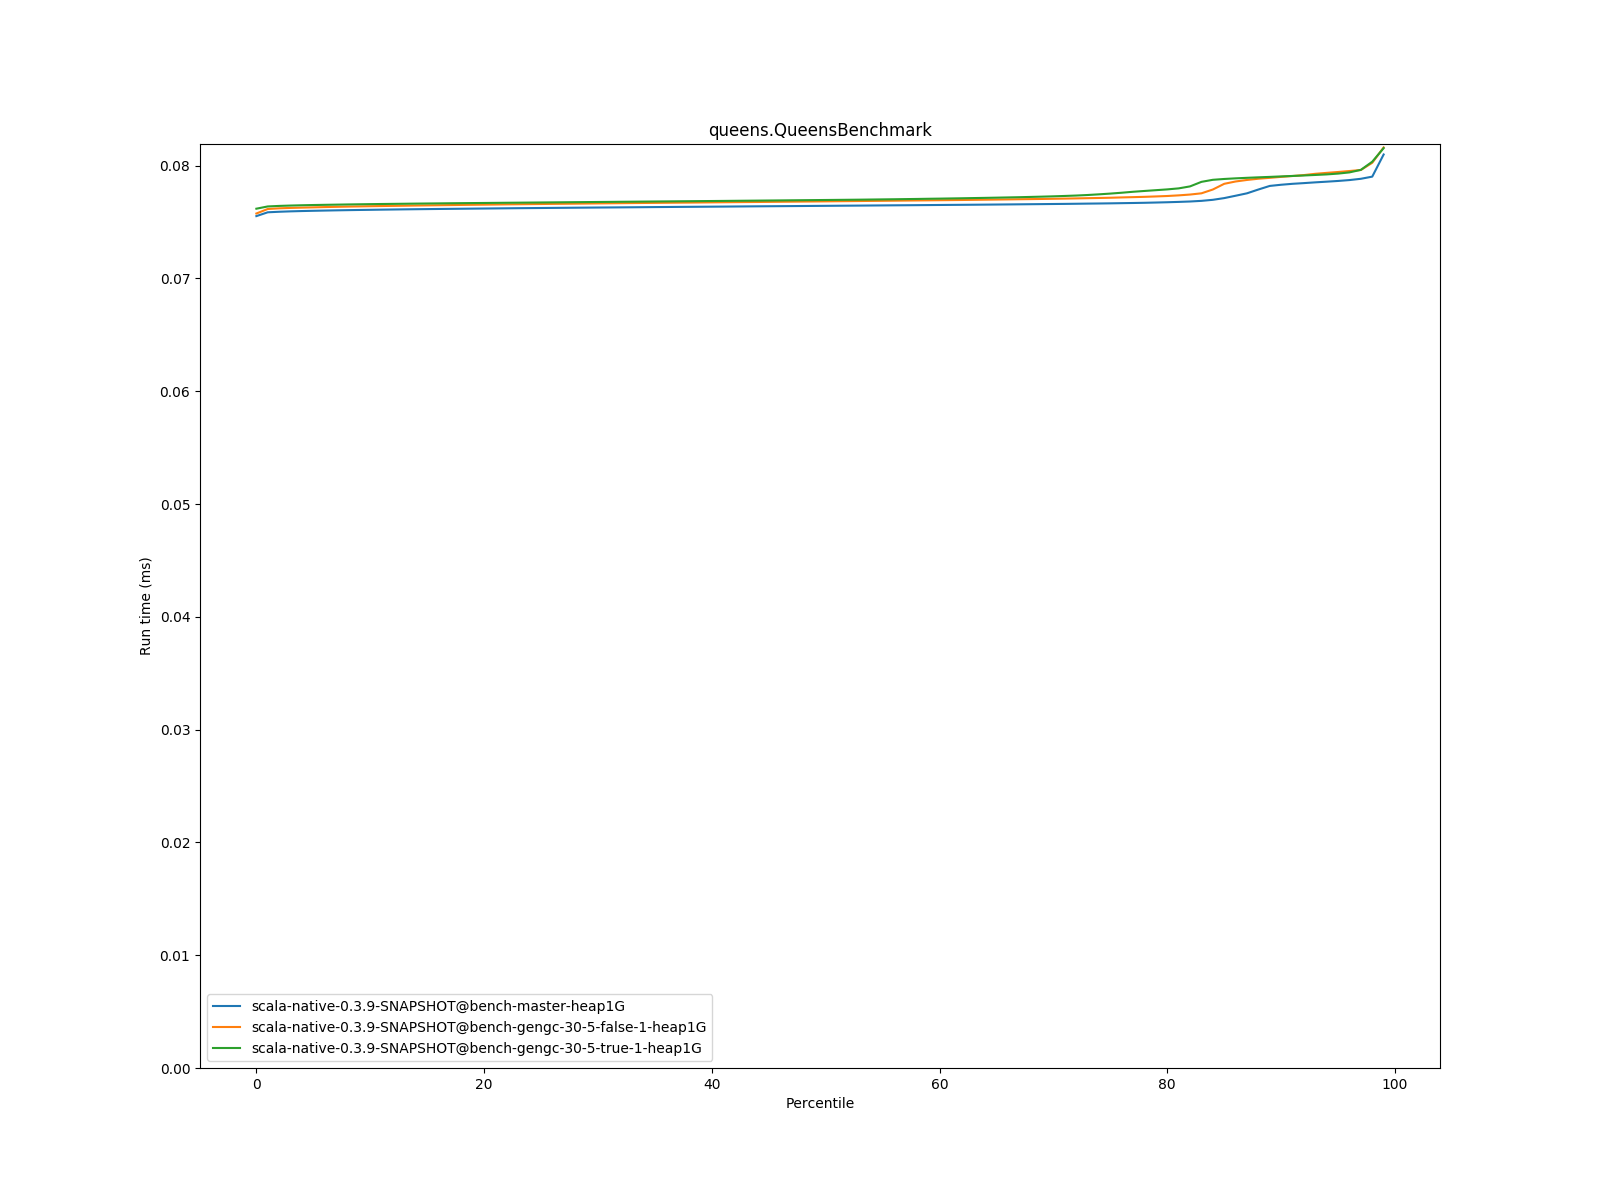 queens.QueensBenchmark
0.08
0.07
0.06
0.05
0.04
0.03
0.02
0.01
0.00
Run time (ms)
scala-native-0.3.9-SNAPSHOT@bench-master-heap1G
scala-native-0.3.9-SNAPSHOT@bench-gengc-30-5-false-1-heap1G
scala-native-0.3.9-SNAPSHOT@bench-gengc-30-5-true-1-heap1G
0 20 40 60 80 100
Percentile